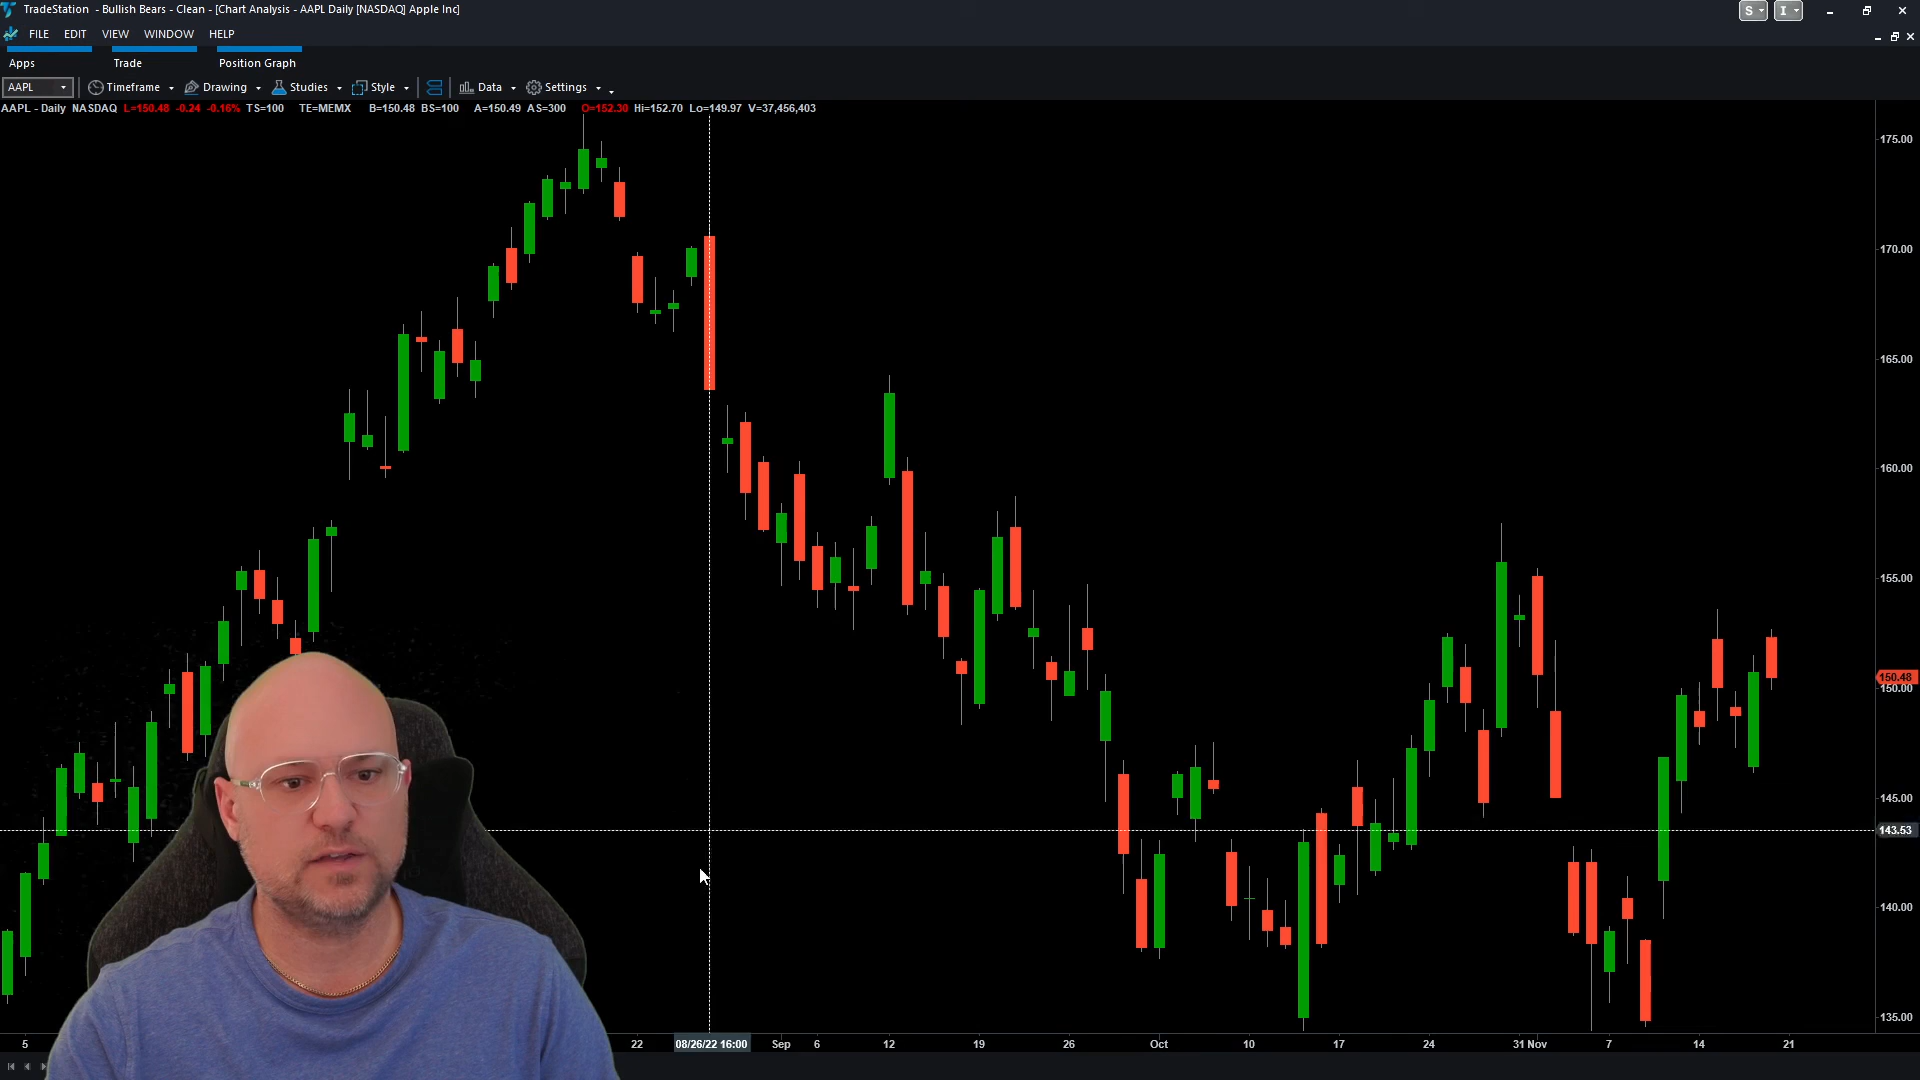 TradeStation - Bullish Bears - Clean - [Chart Analysis - AAPL Daily [NASDAQ] Apple Inc]
S I
FILE EDIT VIEW WINDOW HELP
Apps Trade Position Graph
AAPL Timeframe Drawing Studies Style Data Settings
AAPL - Daily NASDAQ L=150.48 -0.24 -0.16% TS=100 TE=MEMX B=150.48 BS=100 A=150.49 AS=300 O=152.30 Hi=152.70 Lo=149.97 V=37,456,403
175.00
170.00
165.00
160.00
155.00
150.48
150.00
145.00
143.53
140.00
135.00
5 22 08/26/22 16:00 Sep 6 12 19 26 Oct 10 17 24 31 Nov 7 14 21